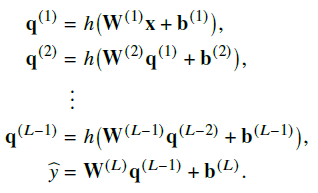 q⁽¹⁾ = h(W⁽¹⁾x + b⁽¹⁾),
q⁽²⁾ = h(W⁽²⁾q⁽¹⁾ + b⁽²⁾),
⋮
q⁽ᴸ⁻¹⁾ = h(W⁽ᴸ⁻¹⁾q⁽ᴸ⁻²⁾ + b⁽ᴸ⁻¹⁾),
ŷ = W⁽ᴸ⁾q⁽ᴸ⁻¹⁾ + b⁽ᴸ⁾.